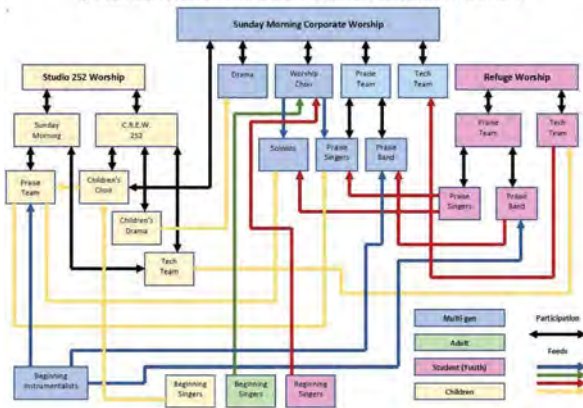 Sunday Morning Corporate Worship
Studio 252 Worship
Drama
Worship
Choir
Praise
Team
Tech
Team
Refuge Worship
Sunday
Morning
C.R.E.W.
252
Praise
Team
Tech
Team
Praise
Team
Children's
Choir
Soloists
Praise
Singers
Praise
Band
Children's
Drama
Praise
Singers
Praise
Band
Tech
Team
Multi-gen
Participation
Adult
Feeds
Student (Youth)
Children
Beginning
Instrumentalists
Beginning
Singers
Beginning
Singers
Beginning
Singers